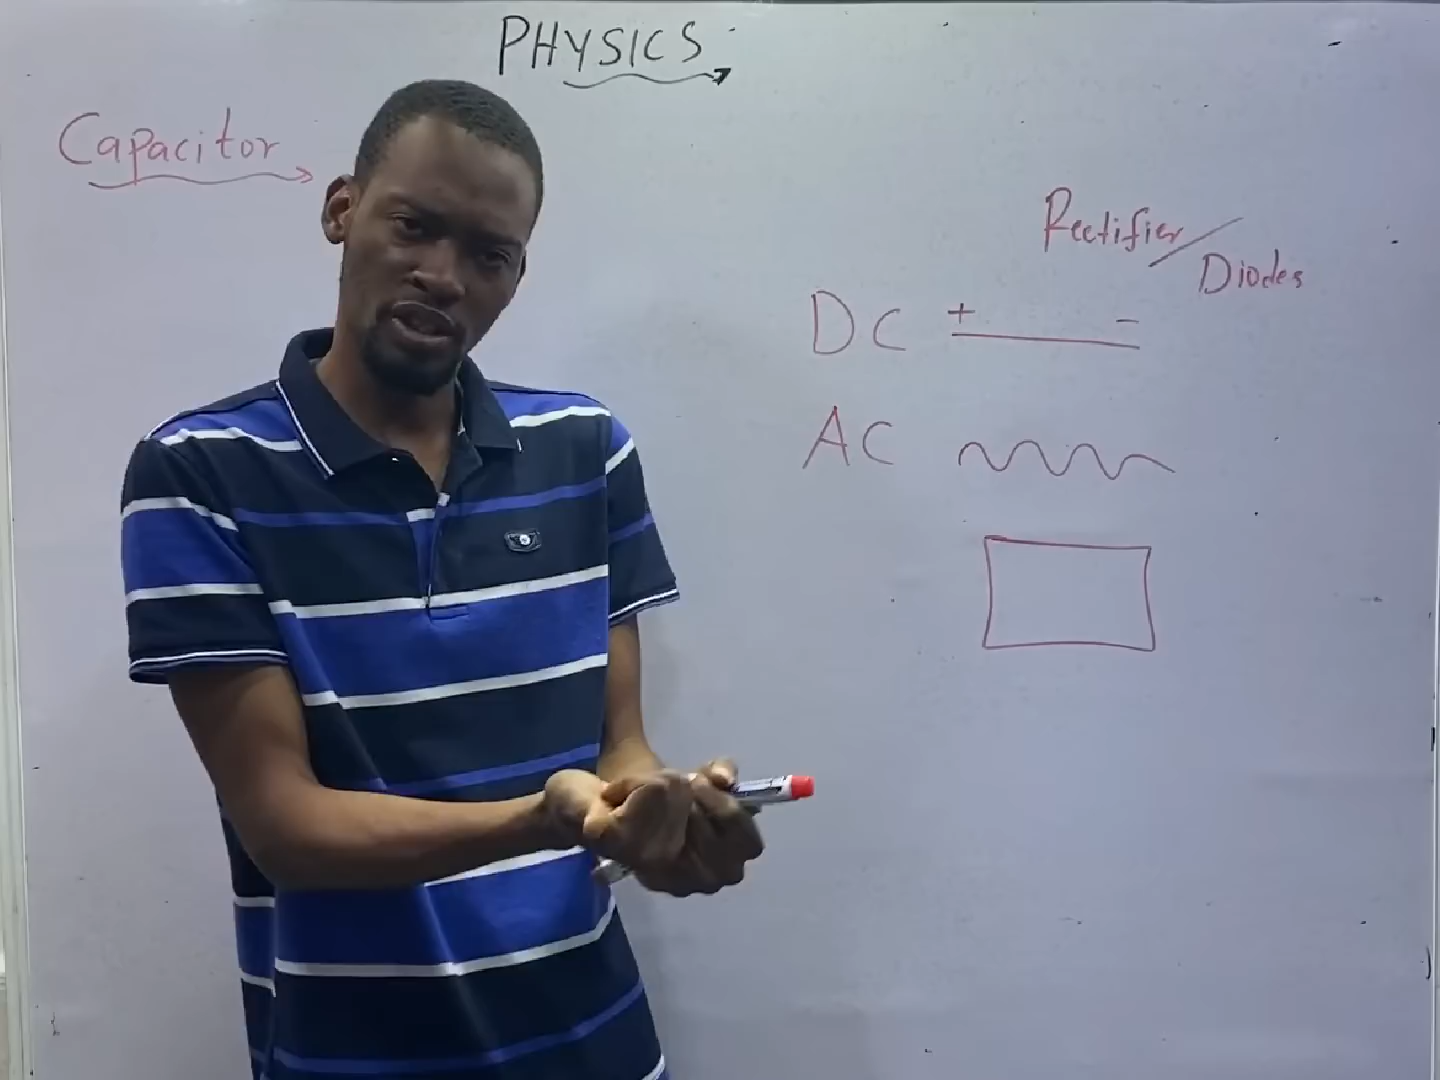 PHYSICS
Capacitor
Rectifier/
Diodes
DC + -
AC